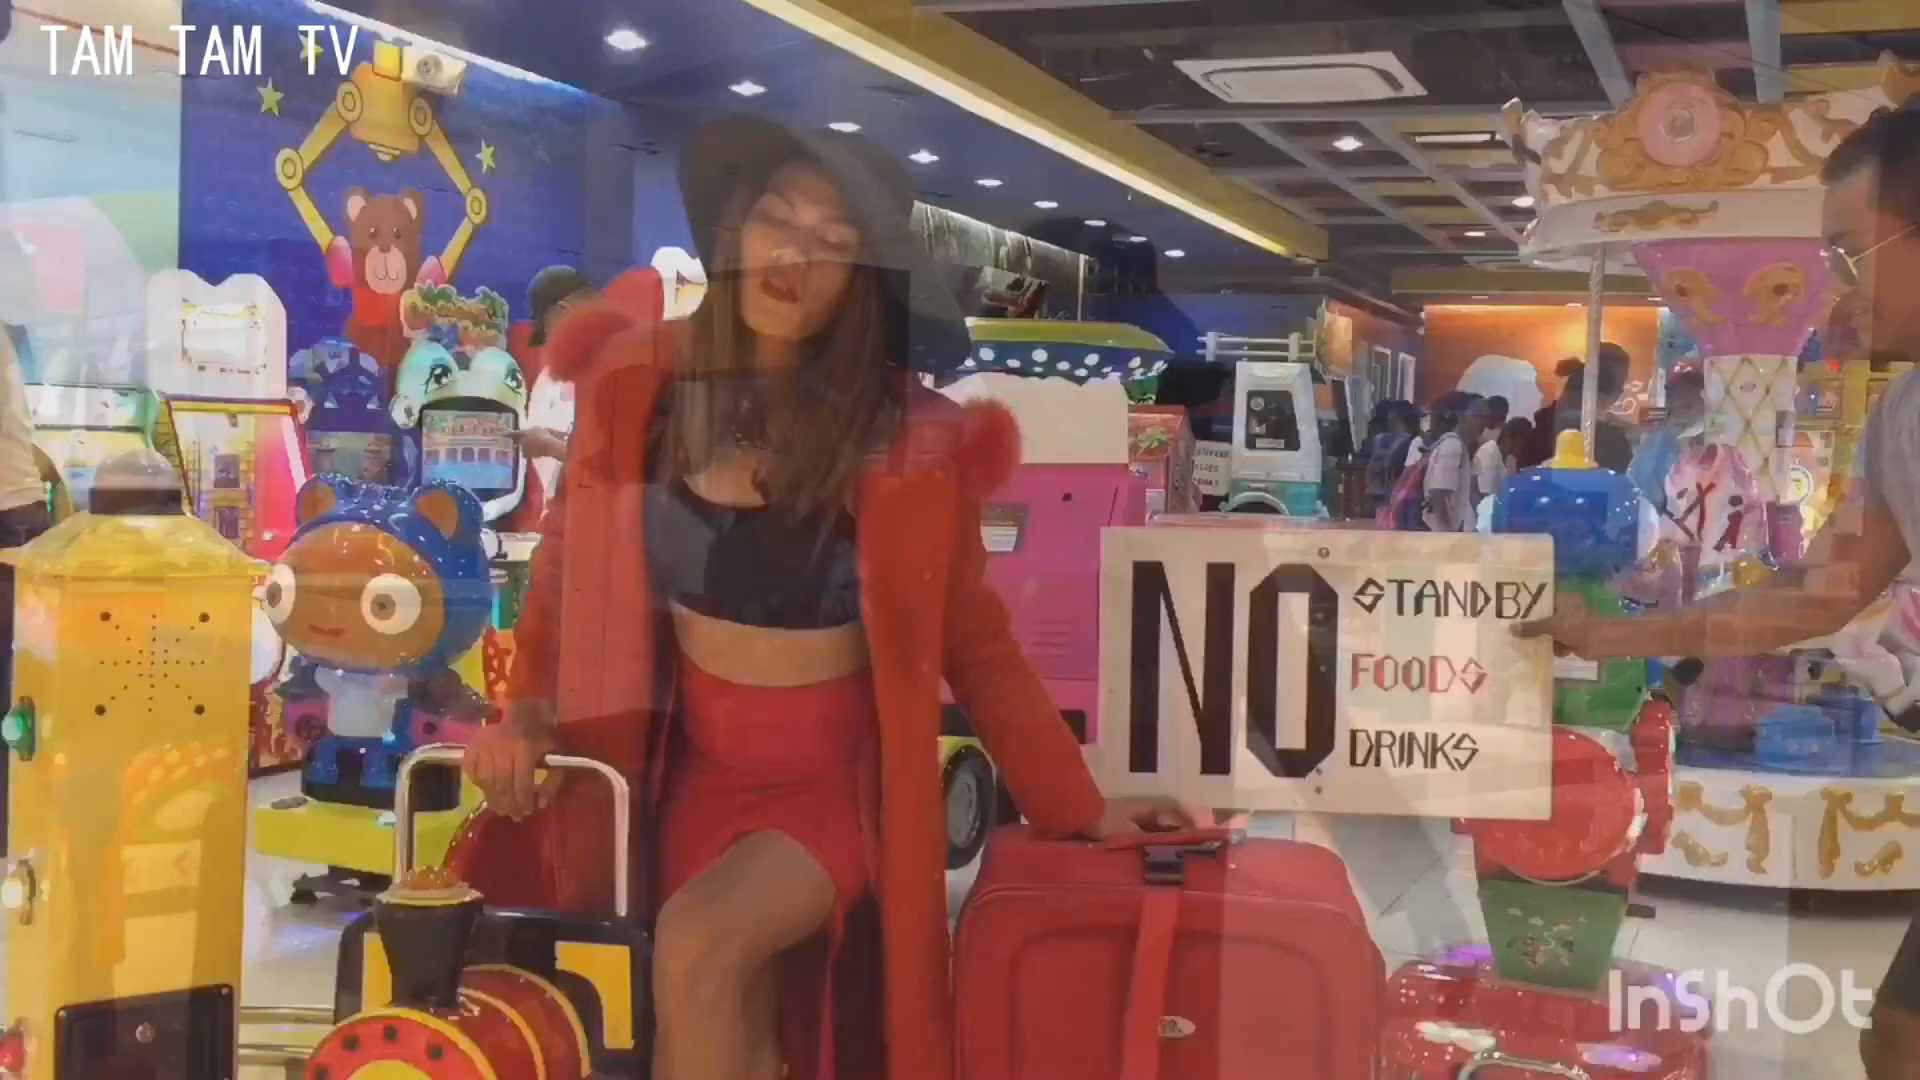 TAM TAM TV
NO
STANDBY
FOODS
DRINKS
InShOt